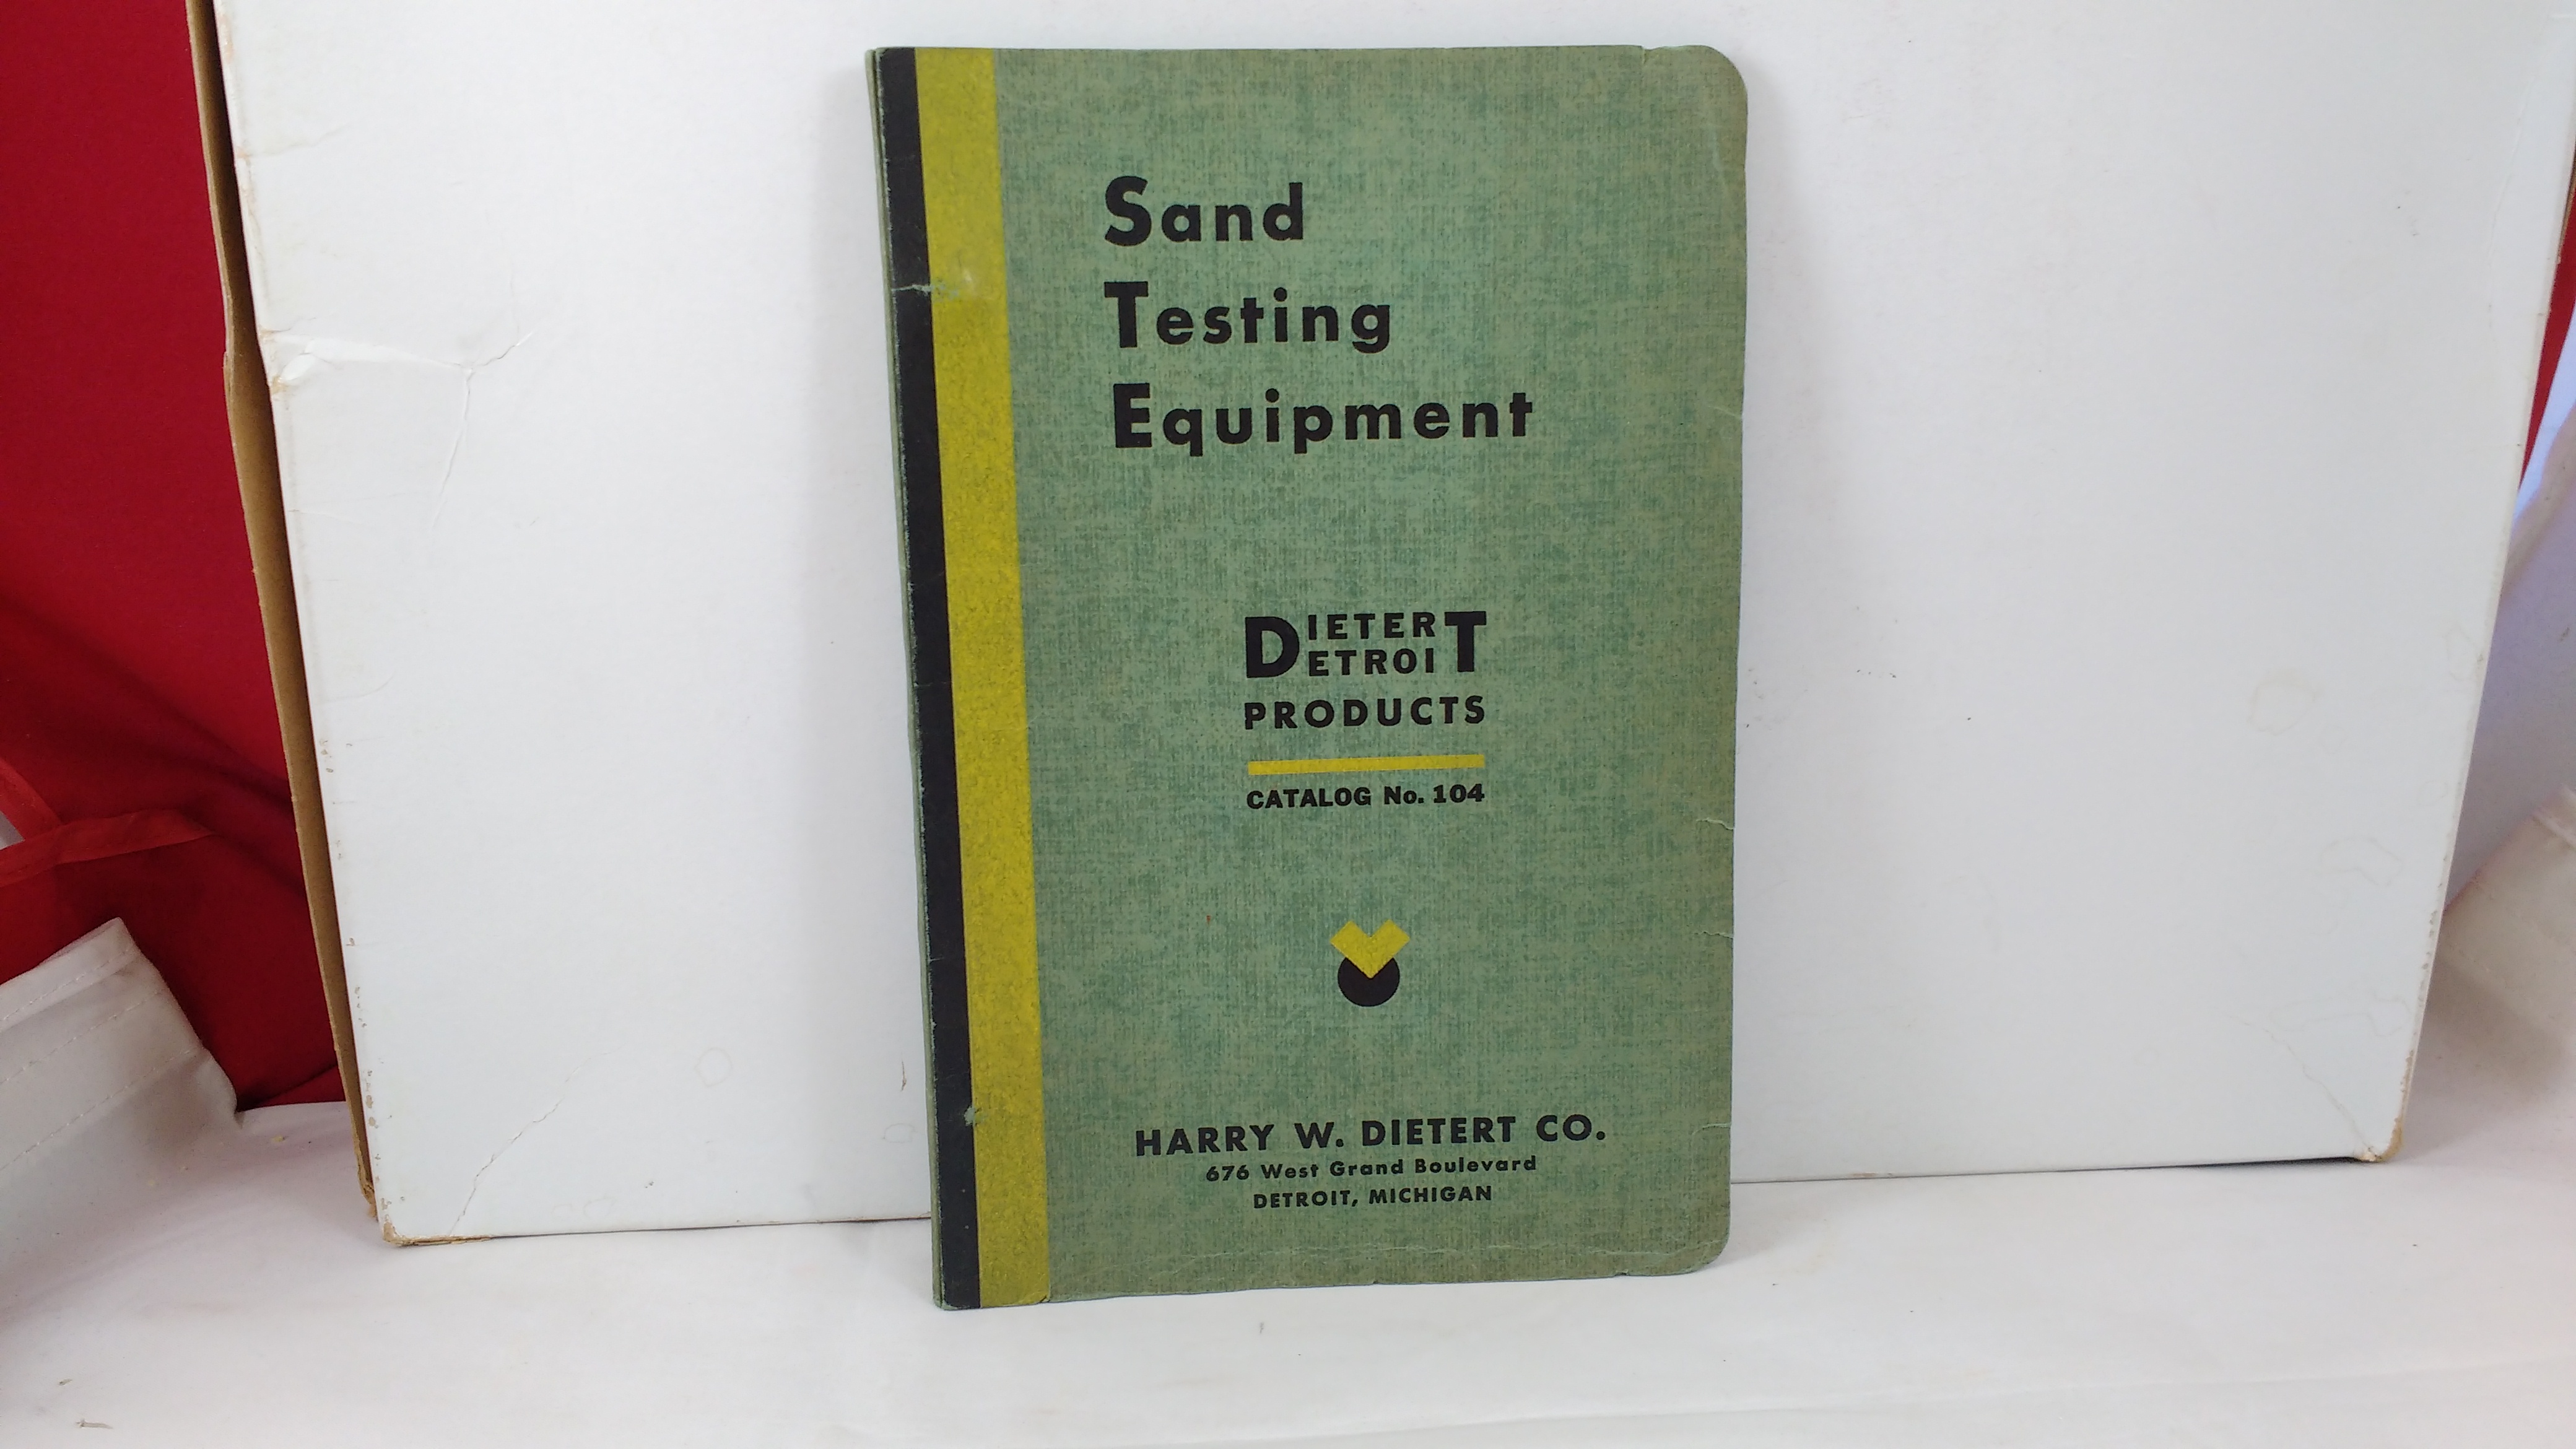 Sand
Testing
Equipment
DIETERT
DETROIT
PRODUCTS
CATALOG No. 104
HARRY W. DIETERT CO.
676 West Grand Boulevard
DETROIT, MICHIGAN